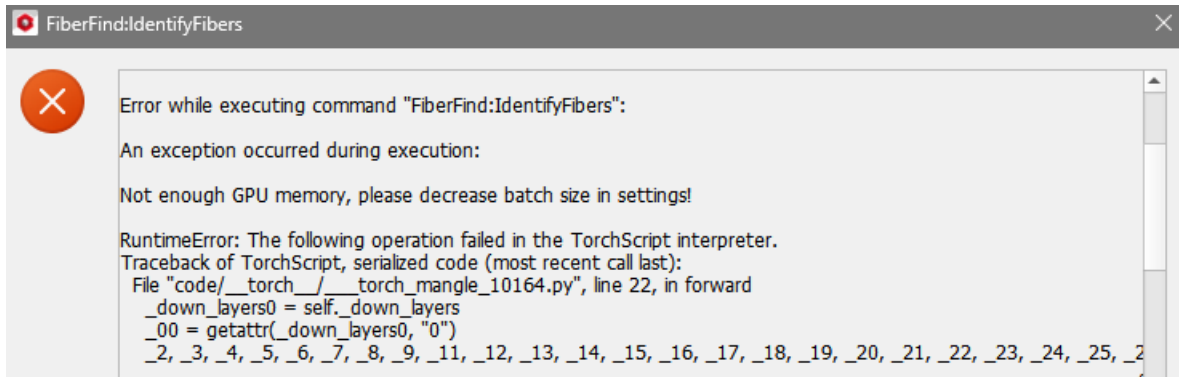 FiberFind:IdentifyFibers
Error while executing command "FiberFind:IdentifyFibers":
An exception occurred during execution:
Not enough GPU memory, please decrease batch size in settings!
RuntimeError: The following operation failed in the TorchScript interpreter.
Traceback of TorchScript, serialized code (most recent call last):
File "code/__torch__/___torch_mangle_10164.py", line 22, in forward
_down_layers0 = self._down_layers
_00 = getattr(_down_layers0, "0")
_2, _3, _4, _5, _6, _7, _8, _9, _11, _12, _13, _14, _15, _16, _17, _18, _19, _20, _21, _22, _23, _24, _25, _2